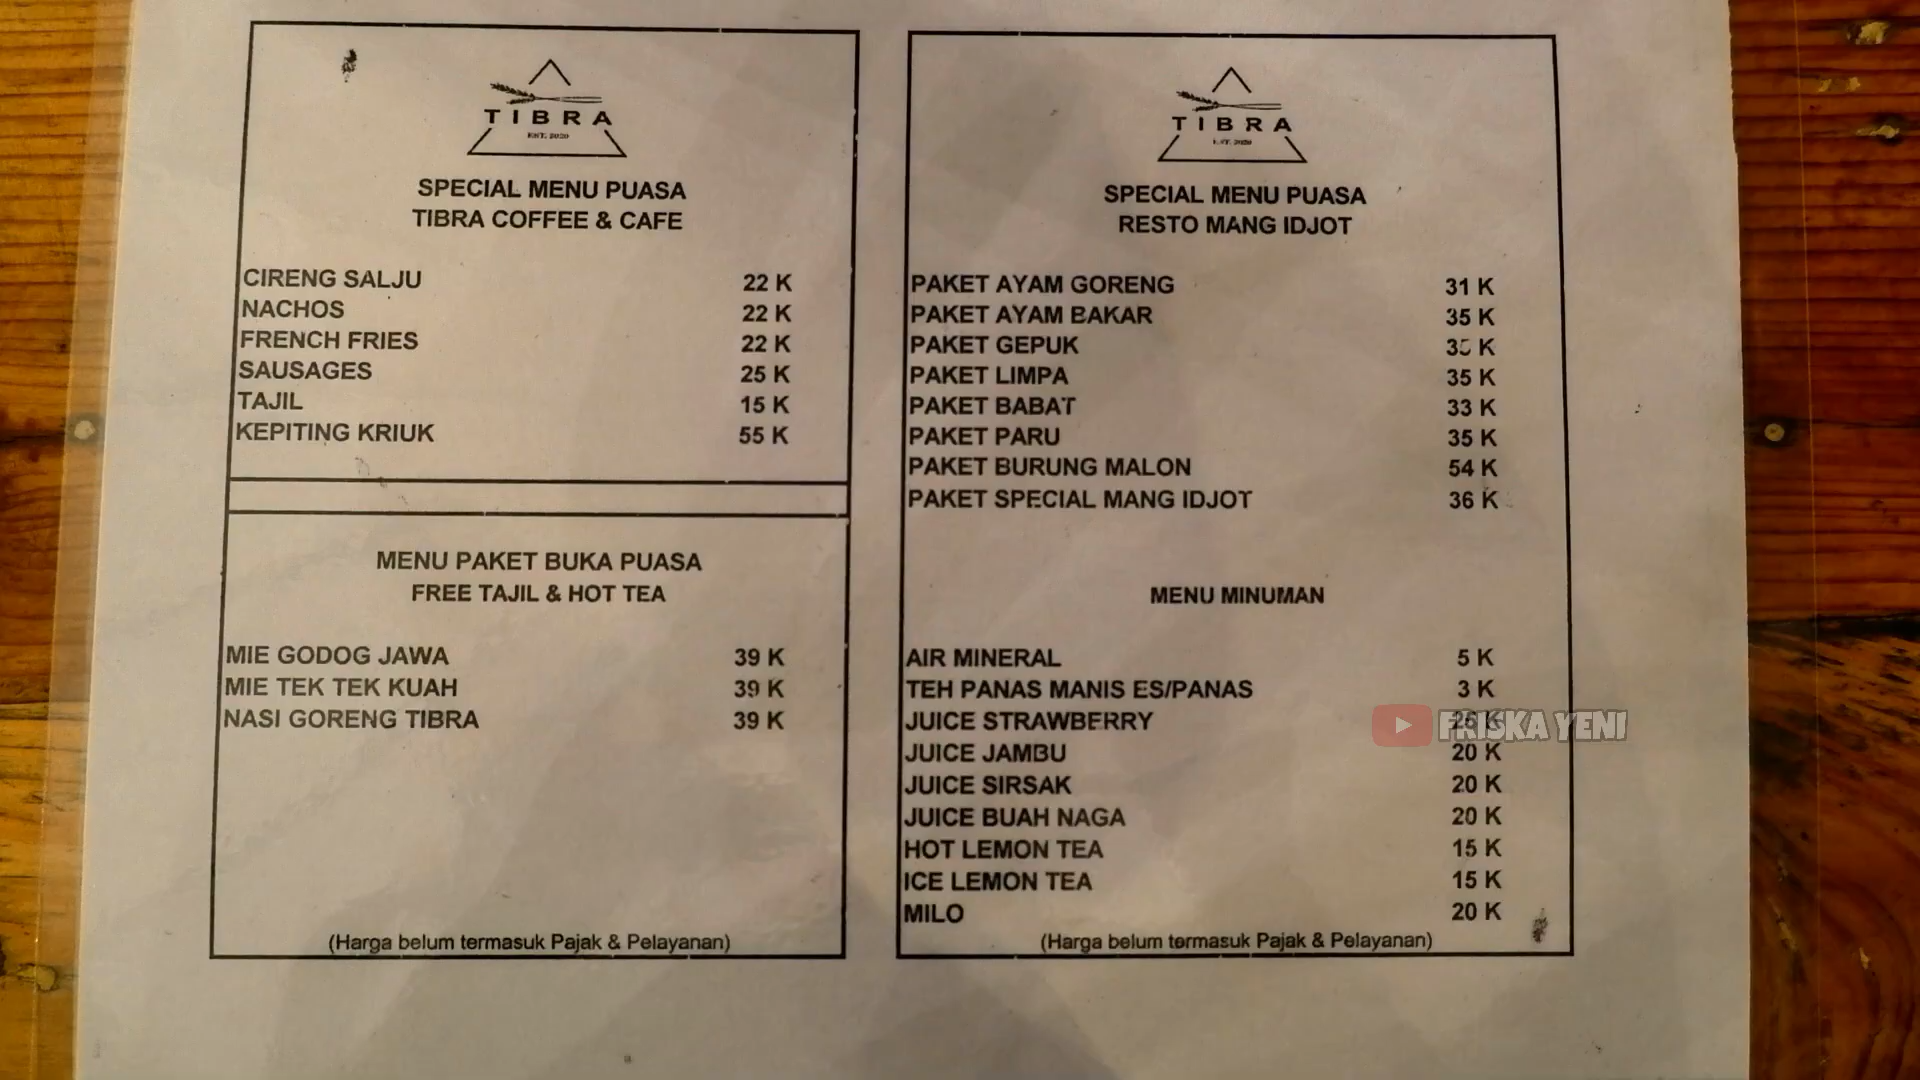 TIBRA
EST. 2020
SPECIAL MENU PUASA
TIBRA COFFEE & CAFE
CIRENG SALJU 22 K
NACHOS 22 K
FRENCH FRIES 22 K
SAUSAGES 25 K
TAJIL 15 K
KEPITING KRIUK 55 K
MENU PAKET BUKA PUASA
FREE TAJIL & HOT TEA
MIE GODOG JAWA 39 K
MIE TEK TEK KUAH 39 K
NASI GORENG TIBRA 39 K
(Harga belum termasuk Pajak & Pelayanan)
TIBRA
EST. 2020
SPECIAL MENU PUASA
RESTO MANG IDJOT
PAKET AYAM GORENG 31 K
PAKET AYAM BAKAR 35 K
PAKET GEPUK K
PAKET LIMPA 35 K
PAKET BABAT 33 K
PAKET PARU 35 K
PAKET BURUNG MALON 54 K
PAKET SPECIAL MANG IDJOT 36 K
MENU MINUMAN
AIR MINERAL 5 K
TEH PANAS MANIS ES/PANAS 3 K
JUICE STRAWBERRY
FRISKA YENI
JUICE JAMBU 20 K
JUICE SIRSAK 20 K
JUICE BUAH NAGA 20 K
HOT LEMON TEA 15 K
ICE LEMON TEA 15 K
MILO 20 K
(Harga belum termasuk Pajak & Pelayanan)